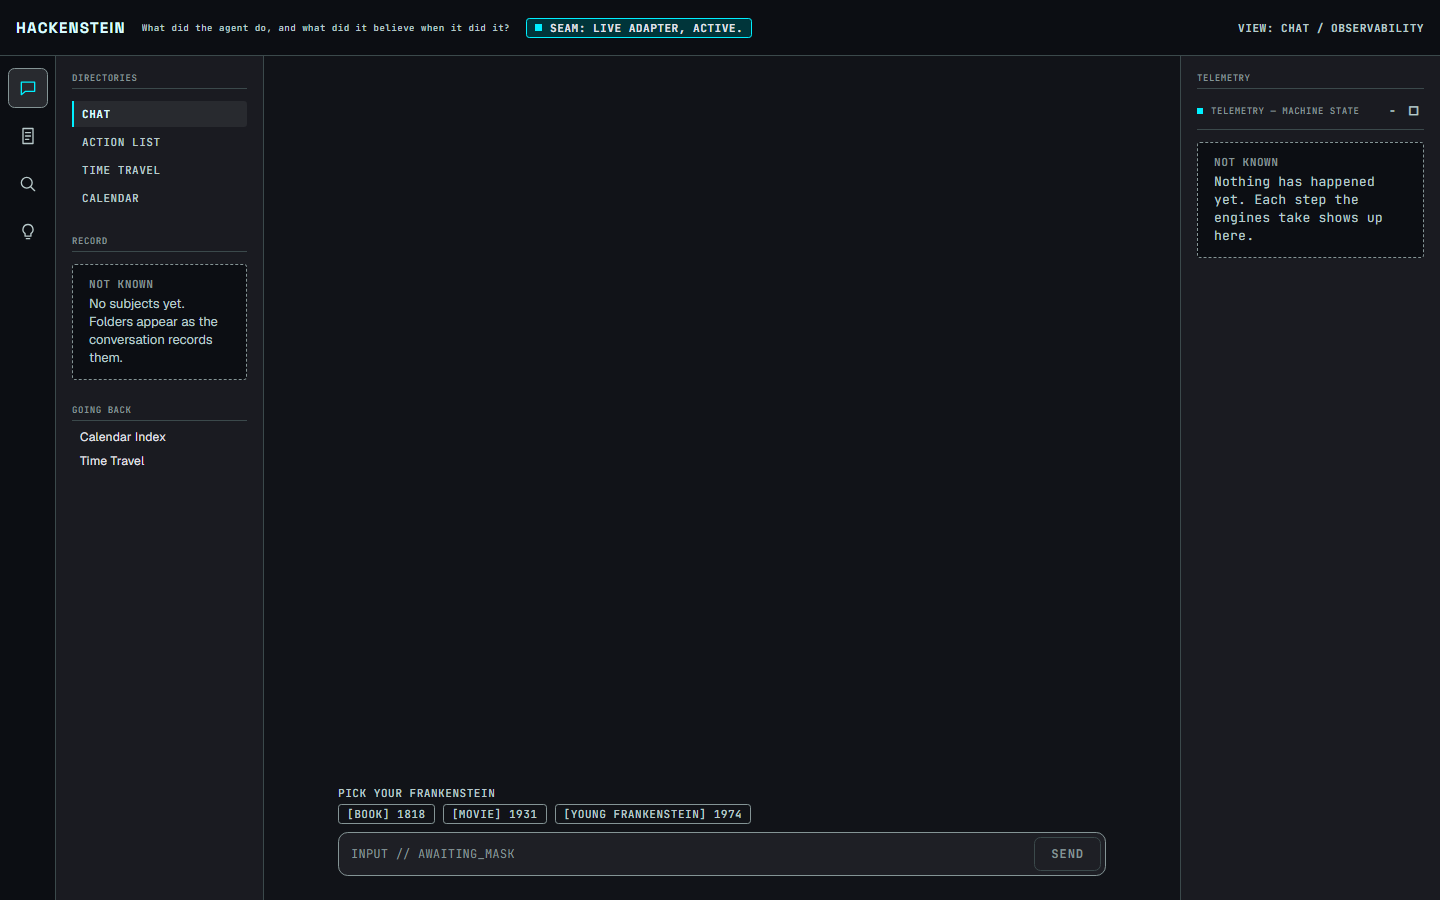 HACKENSTEIN
What did the agent do, and what did it believe when it did it?
SEAM: LIVE ADAPTER, ACTIVE.
VIEW: CHAT / OBSERVABILITY
DIRECTORIES
CHAT
ACTION LIST
TIME TRAVEL
CALENDAR
RECORD
NOT KNOWN
No subjects yet.
Folders appear as the
conversation records
them.
GOING BACK
Calendar Index
Time Travel
PICK YOUR FRANKENSTEIN
[BOOK] 1818
[MOVIE] 1931
[YOUNG FRANKENSTEIN] 1974
INPUT // AWAITING_MASK
SEND
TELEMETRY
TELEMETRY — MACHINE STATE
NOT KNOWN
Nothing has happened
yet. Each step the
engines take shows up
here.